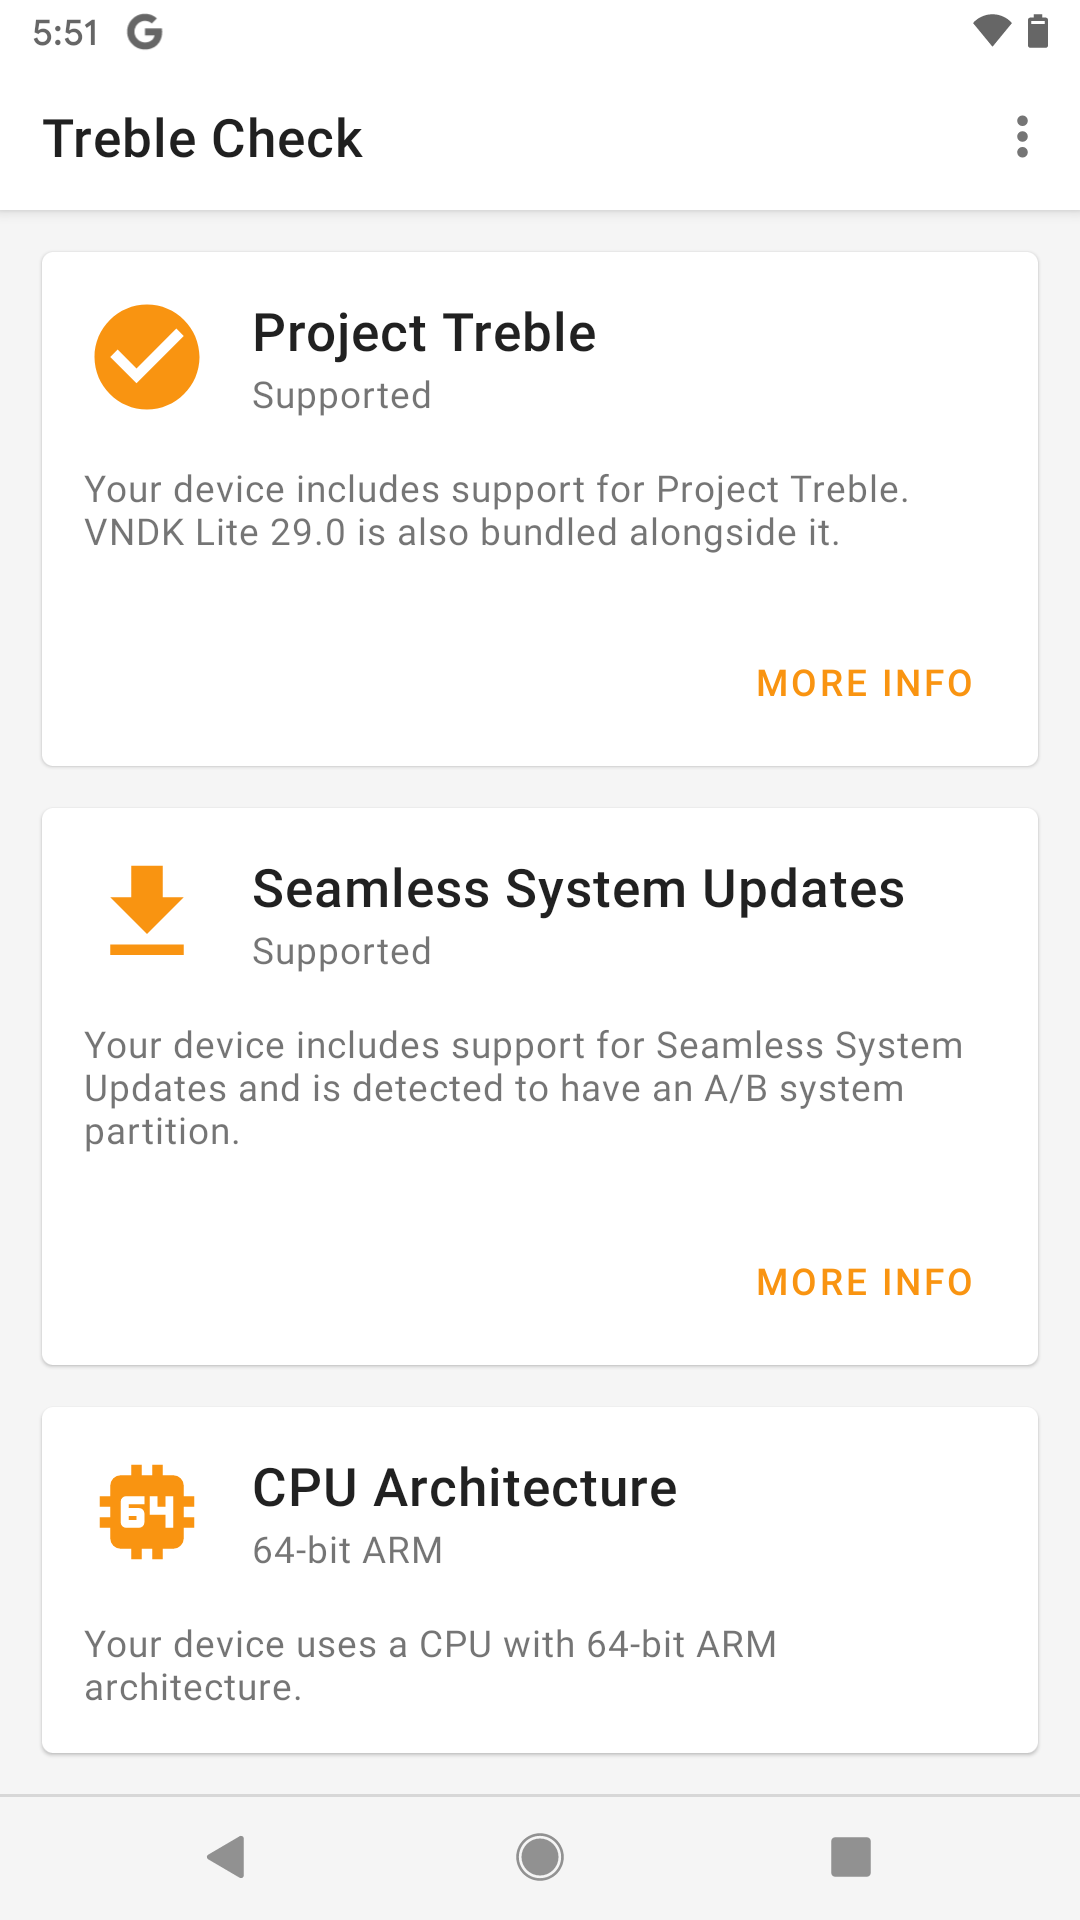 5:51
Treble Check
Project Treble
Supported
Your device includes support for Project Treble.
VNDK Lite 29.0 is also bundled alongside it.
MORE INFO
Seamless System Updates
Supported
Your device includes support for Seamless System
Updates and is detected to have an A/B system
partition.
MORE INFO
64
CPU Architecture
64-bit ARM
Your device uses a CPU with 64-bit ARM
architecture.